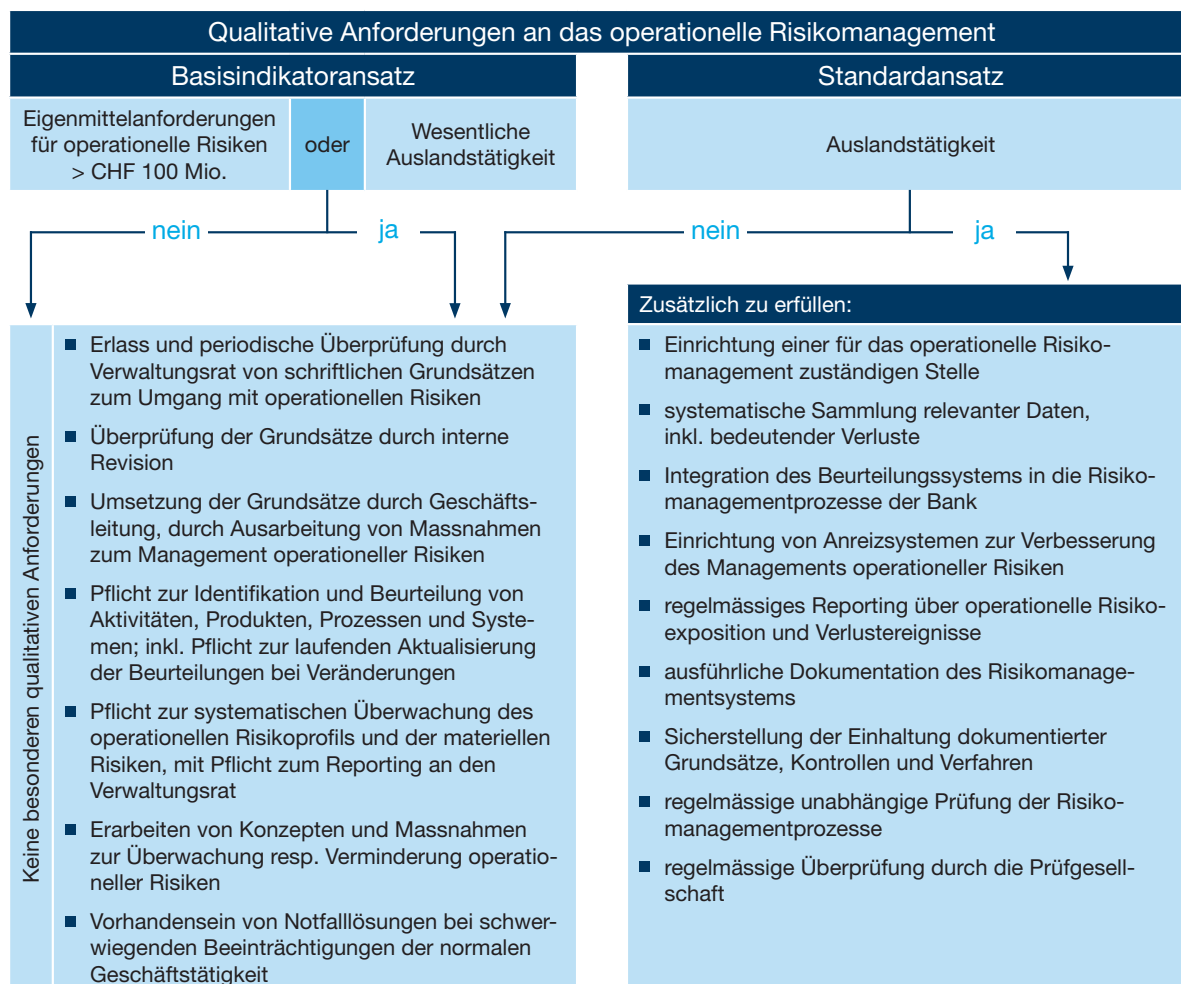 Qualitative Anforderungen an das operationelle Risikomanagement
Basisindikatoransatz
Eigenmittelanforderungen
für operationelle Risiken
> CHF 100 Mio.
oder
Wesentliche
Auslandstätigkeit
nein
ja
Standardansatz
Auslandstätigkeit
nein
ja
Keine besonderen qualitativen Anforderungen
■ Erlass und periodische Überprüfung durch
Verwaltungsrat von schriftlichen Grundsätzen
zum Umgang mit operationellen Risiken
■ Überprüfung der Grundsätze durch interne
Revision
■ Umsetzung der Grundsätze durch Geschäfts-
leitung, durch Ausarbeitung von Massnahmen
zum Management operationeller Risiken
■ Pflicht zur Identifikation und Beurteilung von
Aktivitäten, Produkten, Prozessen und Syste-
men; inkl. Pflicht zur laufenden Aktualisierung
der Beurteilungen bei Veränderungen
■ Pflicht zur systematischen Überwachung des
operationellen Risikoprofils und der materiellen
Risiken, mit Pflicht zum Reporting an den
Verwaltungsrat
■ Erarbeiten von Konzepten und Massnahmen
zur Überwachung resp. Verminderung operatio-
neller Risiken
■ Vorhandensein von Notfalllösungen bei schwer-
wiegenden Beeinträchtigungen der normalen
Geschäftstätigkeit
Zusätzlich zu erfüllen:
■ Einrichtung einer für das operationelle Risiko-
management zuständigen Stelle
■ systematische Sammlung relevanter Daten,
inkl. bedeutender Verluste
■ Integration des Beurteilungssystems in die Risiko-
managementprozesse der Bank
■ Einrichtung von Anreizsystemen zur Verbesserung
des Managements operationeller Risiken
■ regelmässiges Reporting über operationelle Risiko-
exposition und Verlustereignisse
■ ausführliche Dokumentation des Risikomanage-
mentsystems
■ Sicherstellung der Einhaltung dokumentierter
Grundsätze, Kontrollen und Verfahren
■ regelmässige unabhängige Prüfung der Risiko-
managementprozesse
■ regelmässige Überprüfung durch die Prüfgesell-
schaft